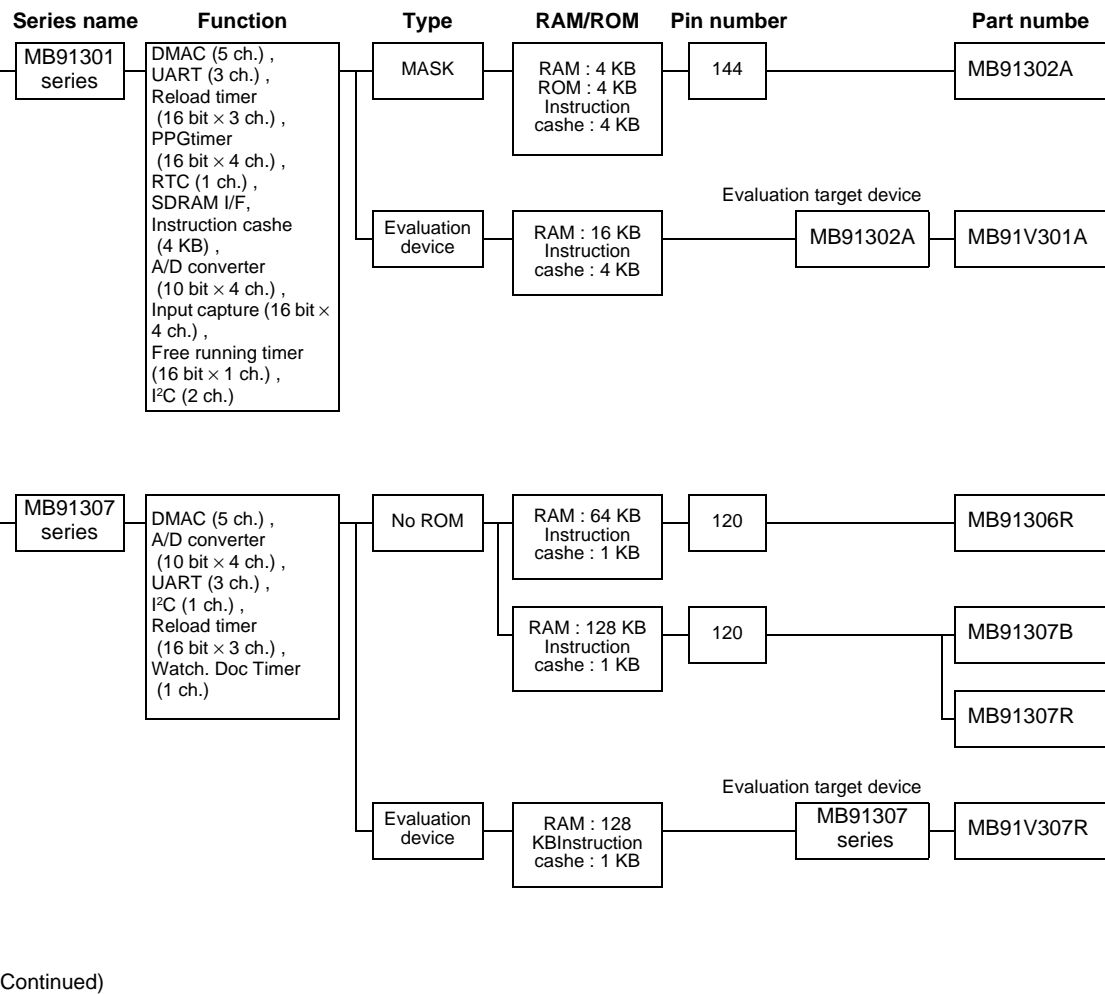 Series name Function Type RAM/ROM Pin number Part numbe
MB91301
series
DMAC (5 ch.) ,
UART (3 ch.) ,
Reload timer
(16 bit × 3 ch.) ,
PPGtimer
(16 bit × 4 ch.) ,
RTC (1 ch.) ,
SDRAM I/F,
Instruction cashe
(4 KB) ,
A/D converter
(10 bit × 4 ch.) ,
Input capture (16 bit ×
4 ch.) ,
Free running timer
(16 bit × 1 ch.) ,
I²C (2 ch.)
MASK
RAM : 4 KB
ROM : 4 KB
Instruction
cashe : 4 KB
144
MB91302A
Evaluation
device
RAM : 16 KB
Instruction
cashe : 4 KB
Evaluation target device
MB91302A
MB91V301A
MB91307
series
DMAC (5 ch.) ,
A/D converter
(10 bit × 4 ch.) ,
UART (3 ch.) ,
I²C (1 ch.) ,
Reload timer
(16 bit × 3 ch.) ,
Watch. Doc Timer
(1 ch.)
No ROM
RAM : 64 KB
Instruction
cashe : 1 KB
120
MB91306R
RAM : 128 KB
Instruction
cashe : 1 KB
120
MB91307B
MB91307R
Evaluation
device
RAM : 128
KBInstruction
cashe : 1 KB
Evaluation target device
MB91307
series
MB91V307R
Continued)